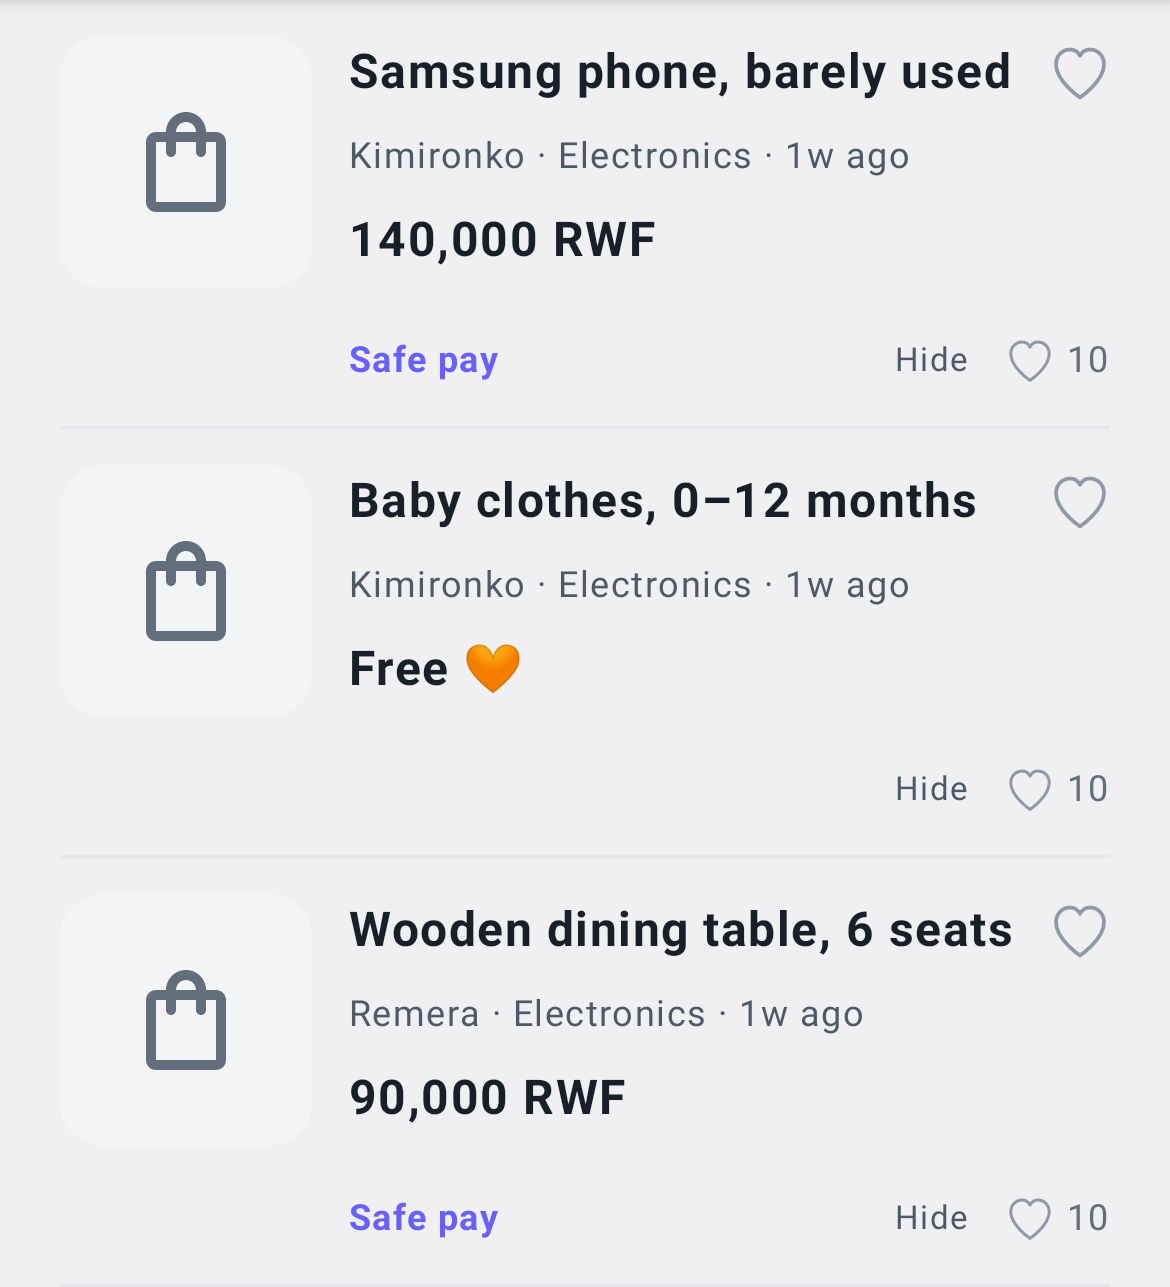 Samsung phone, barely used
Kimironko · Electronics · 1w ago
140,000 RWF
Safe pay
Hide
10
Baby clothes, 0–12 months
Kimironko · Electronics · 1w ago
Free 🧡
Hide
10
Wooden dining table, 6 seats
Remera · Electronics · 1w ago
90,000 RWF
Safe pay
Hide
10